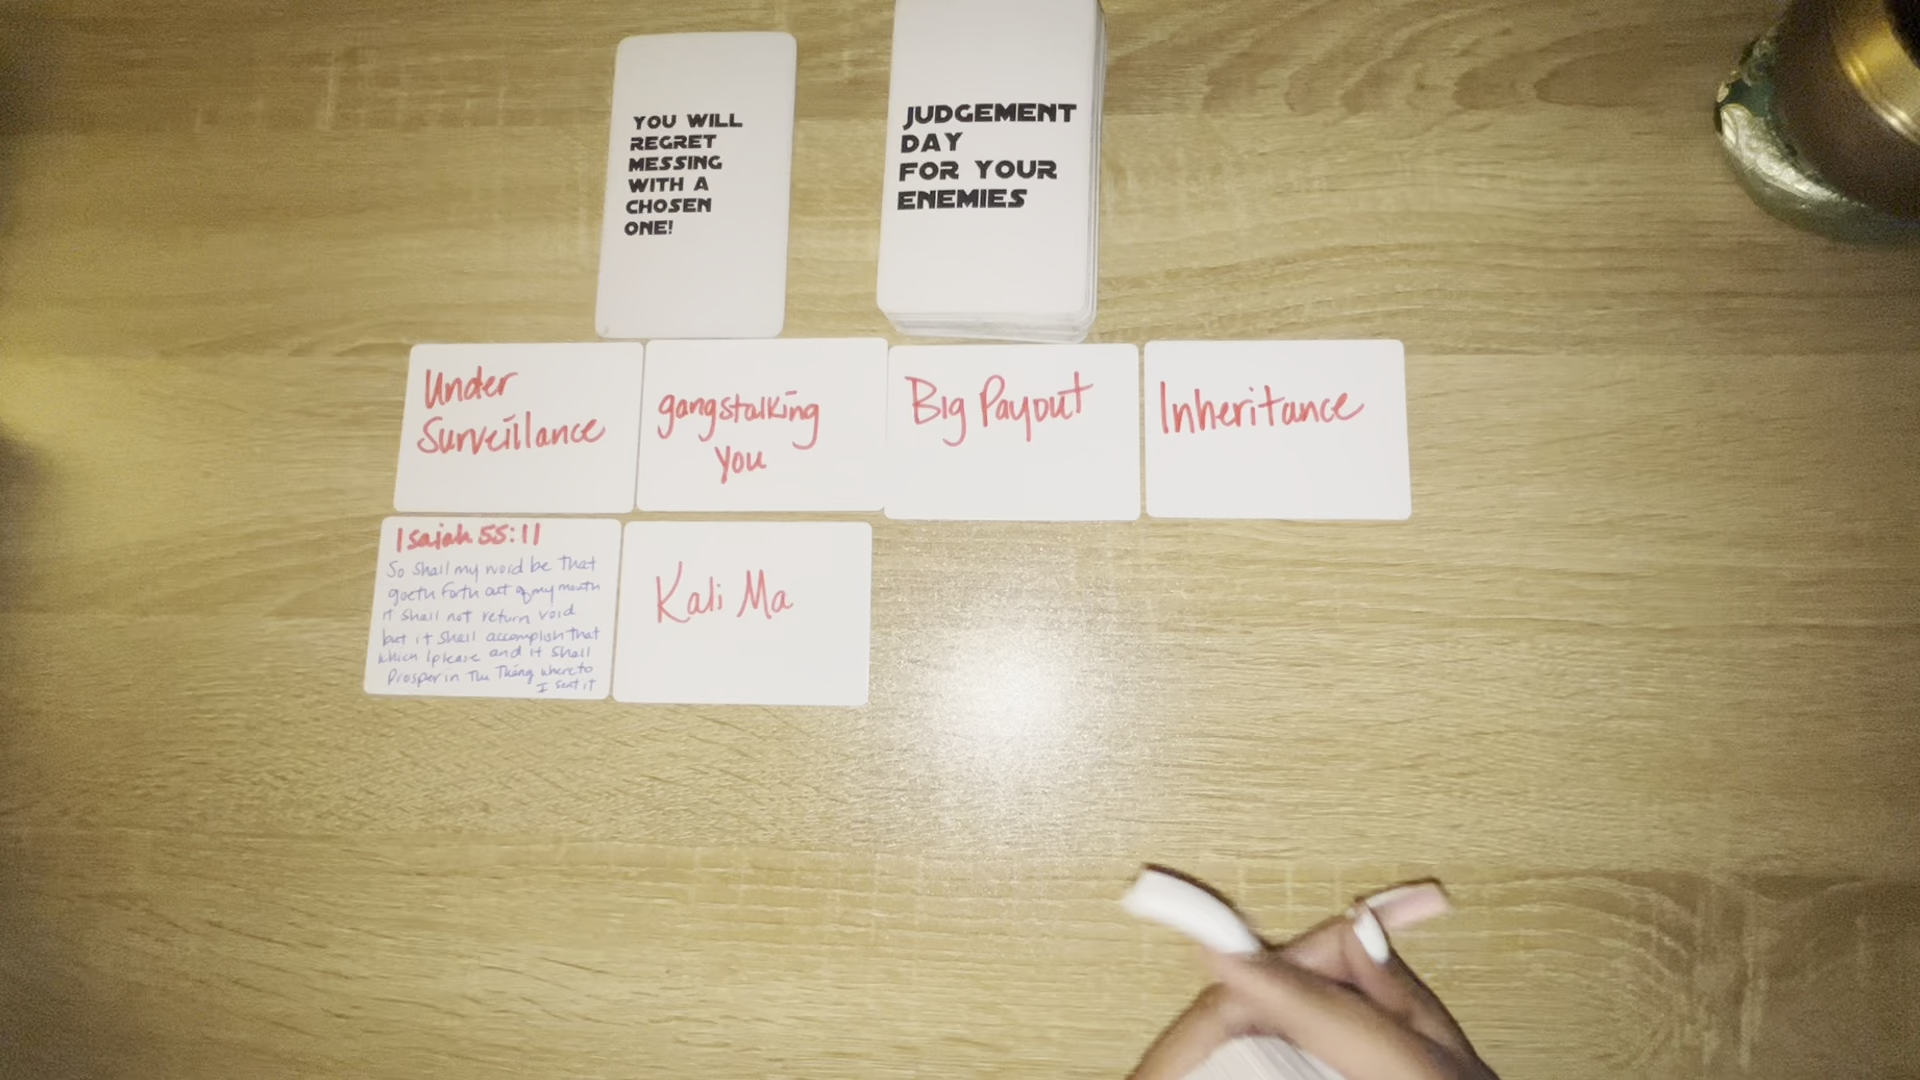 YOU WILL
REGRET
MESSING
WITH A
CHOSEN
ONE!
JUDGEMENT
DAY
FOR YOUR
ENEMIES
Under
Surveillance
gangstalking
You
Big Payout
Inheritance
Isaiah 55:11
So shall my word be that
goeth forth out of my mouth
it shall not return void
but it shall accomplish that
which I please and it shall
Prosper in The Thing whereto
I sent it
Kali Ma